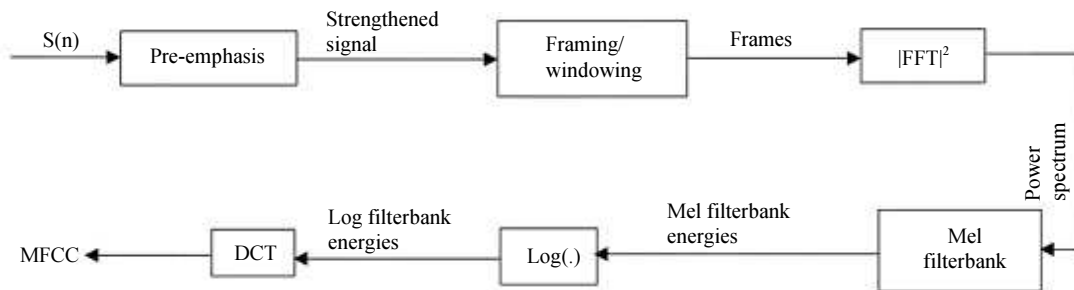 S(n)
Pre-emphasis
Strengthened
signal
Framing/
windowing
Frames
|FFT|²
Power
spectrum
Mel
filterbank
Mel filterbank
energies
Log(.)
Log filterbank
energies
DCT
MFCC